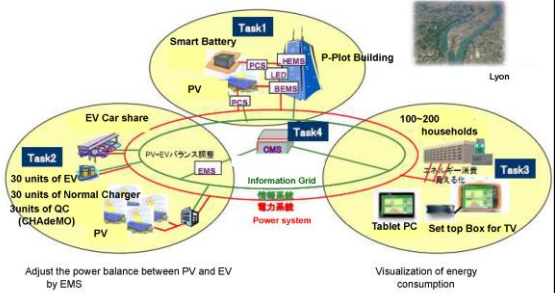 Task1
Smart Battery
P-Plot Building
PCS
HEMS
LED
PV
BEMS
PCS
Lyon
EV Car share
100~200
households
Task4
Task2
PV-EVバランス調整
CMS
エネルギー消費
見える化
Task3
EMS
30 units of EV
Information Grid
30 units of Normal Charger
情報系統
3units of QC
(CHAdeMO)
電力系統
PV
Power system
Tablet PC
Set top Box for TV
Adjust the power balance between PV and EV
by EMS
Visualization of energy
consumption